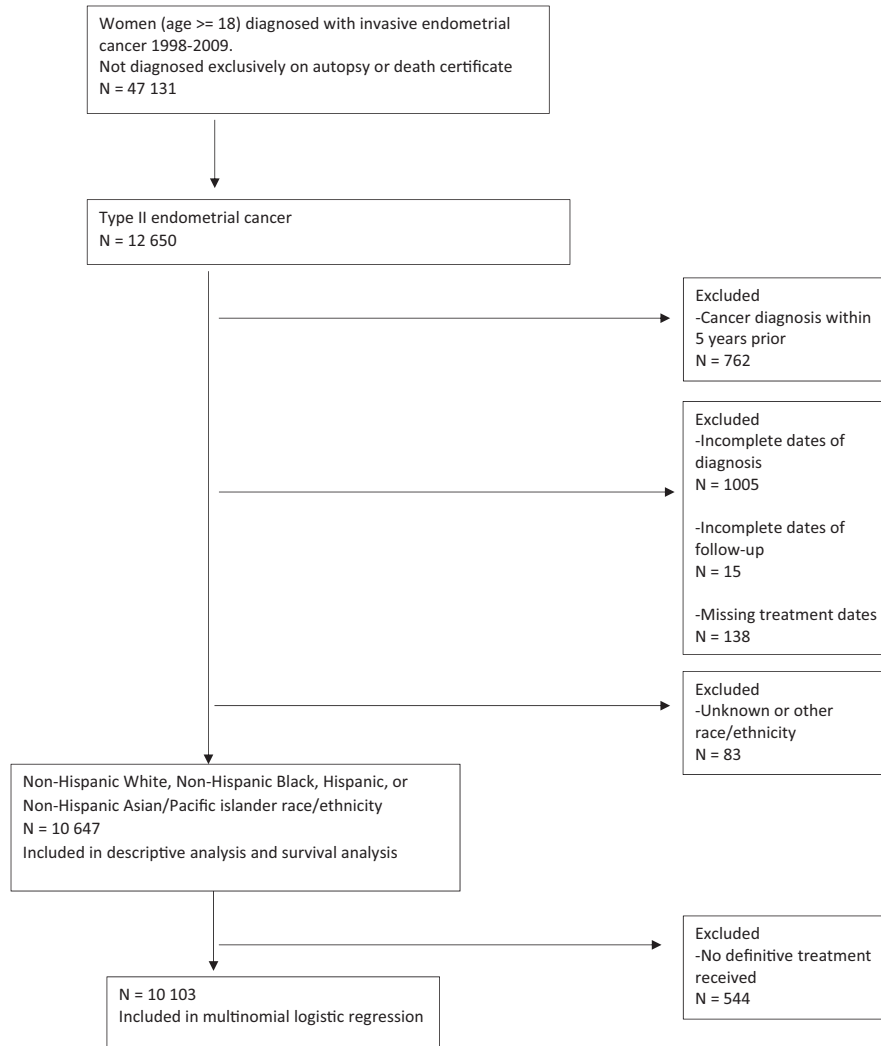 Women (age >= 18) diagnosed with invasive endometrial
cancer 1998-2009.
Not diagnosed exclusively on autopsy or death certificate
N = 47 131
Type II endometrial cancer
N = 12 650
Excluded
-Cancer diagnosis within
5 years prior
N = 762
Excluded
-Incomplete dates of
diagnosis
N = 1005
-Incomplete dates of
follow-up
N = 15
-Missing treatment dates
N = 138
Excluded
-Unknown or other
race/ethnicity
N = 83
Non-Hispanic White, Non-Hispanic Black, Hispanic, or
Non-Hispanic Asian/Pacific islander race/ethnicity
N = 10 647
Included in descriptive analysis and survival analysis
Excluded
-No definitive treatment
received
N = 544
N = 10 103
Included in multinomial logistic regression